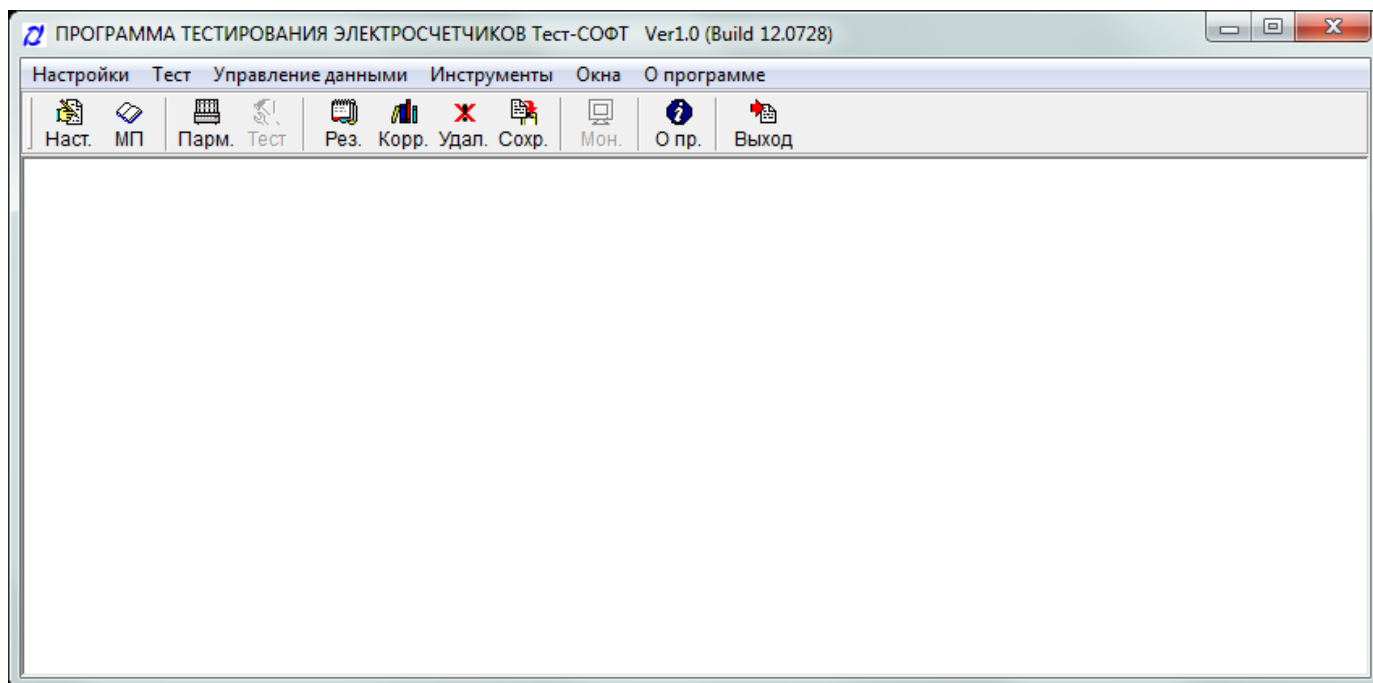 ПРОГРАММА ТЕСТИРОВАНИЯ ЭЛЕКТРОСЧЕТЧИКОВ Тест-СОФТ Ver1.0 (Build 12.0728)
Настройки Тест Управление данными Инструменты Окна О программе
Наст. МП Парм. Тест Рез. Корр. Удал. Сохр. Мон. О пр. Выход